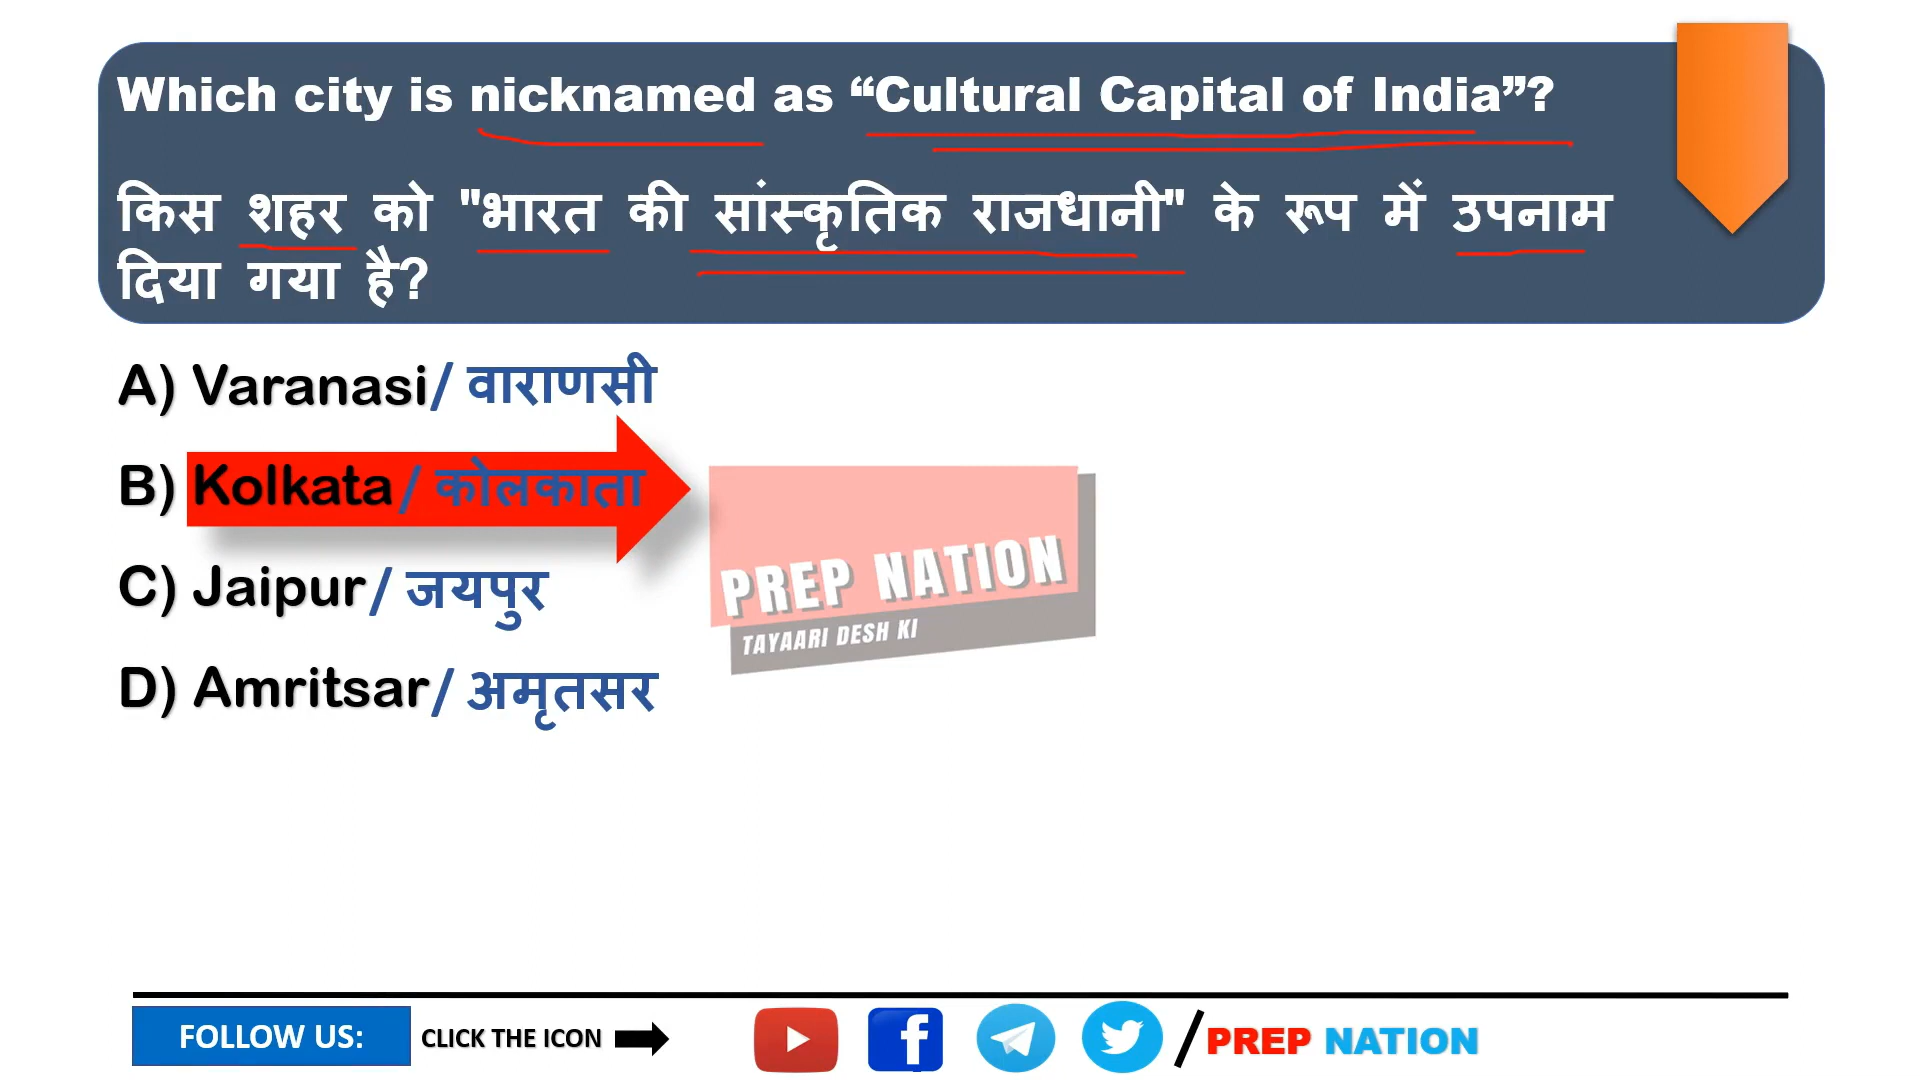 Which city is nicknamed as “Cultural Capital of India”?
किस शहर को "भारत की सांस्कृतिक राजधानी" के रूप में उपनाम
दिया गया है?
A) Varanasi/ वाराणसी
B) Kolkata/ कोलकाता
C) Jaipur/ जयपुर
D) Amritsar/ अमृतसर
PREP NATION
TAYAARI DESH KI
FOLLOW US: CLICK THE ICON /PREP NATION